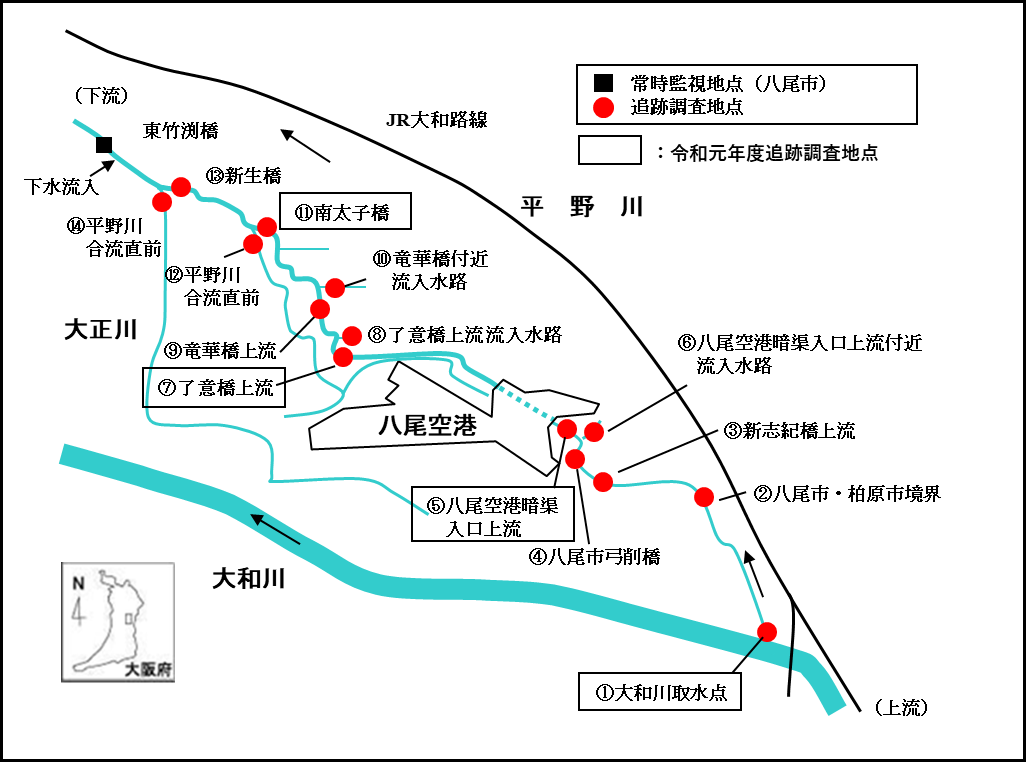 (下流)
東竹渕橋
JR大和路線
常時監視地点（八尾市）
追跡調査地点
：令和元年度追跡調査地点
下水流入
⑬新生橋
⑪南太子橋
平 野 川
⑭平野川
合流直前
⑫平野川
合流直前
⑩竜華橋付近
流入水路
大正川
⑨竜華橋上流
⑧了意橋上流流入水路
⑦了意橋上流
⑥八尾空港暗渠入口上流付近
流入水路
八尾空港
③新志紀橋上流
⑤八尾空港暗渠
入口上流
②八尾市・柏原市境界
④八尾市弓削橋
大和川
N
大阪府
①大和川取水点
(上流)